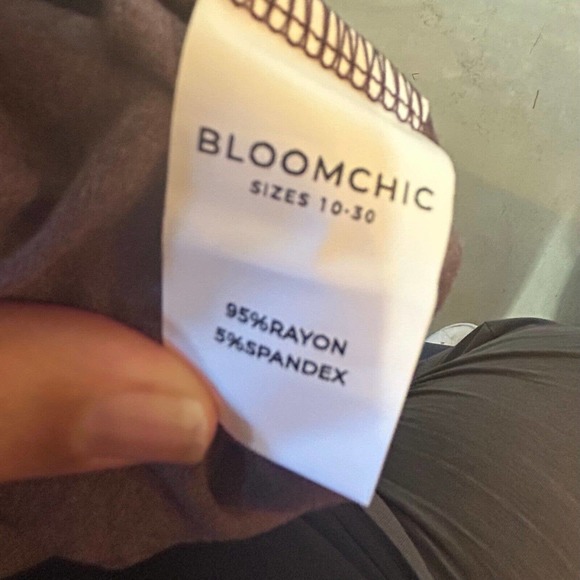 BLOOMCHIC
SIZES 10-30
95%RAYON
5%SPANDEX